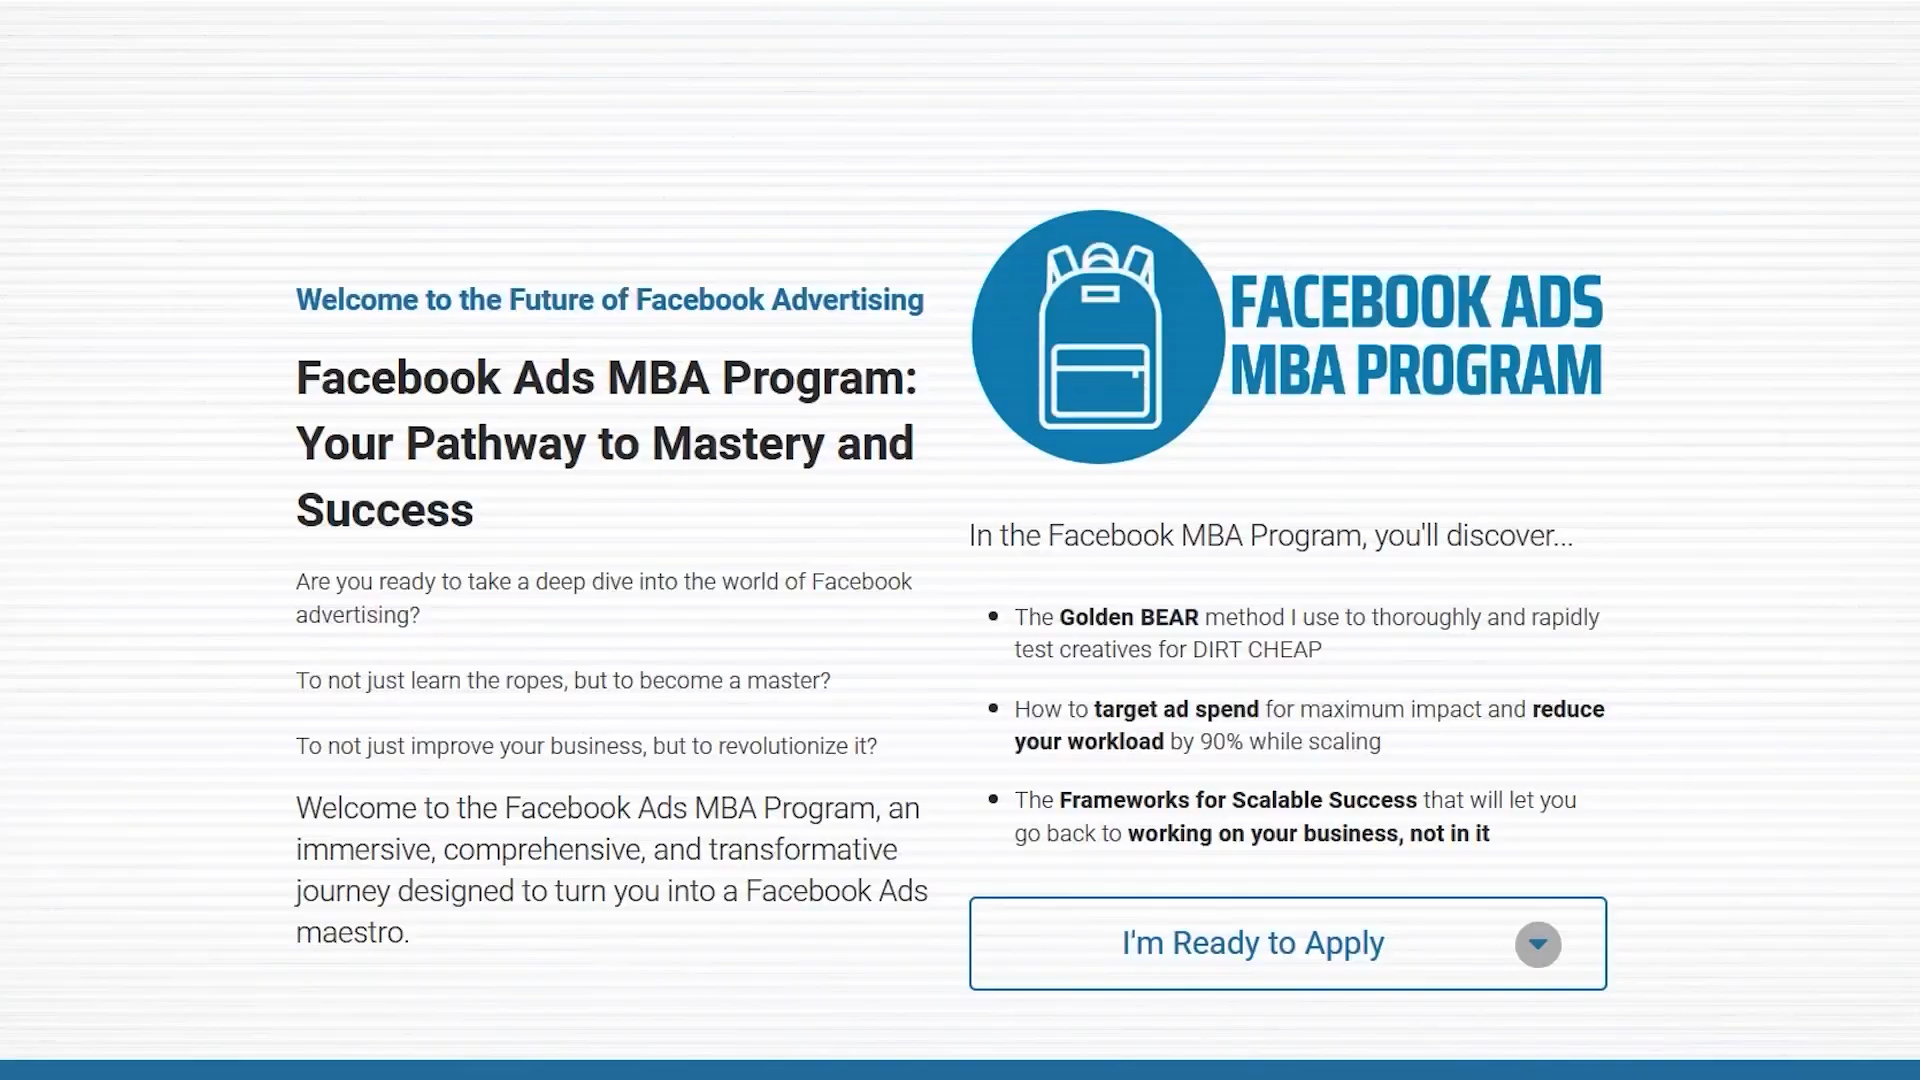 Welcome to the Future of Facebook Advertising
Facebook Ads MBA Program:
Your Pathway to Mastery and
Success
Are you ready to take a deep dive into the world of Facebook
advertising?
To not just learn the ropes, but to become a master?
To not just improve your business, but to revolutionize it?
Welcome to the Facebook Ads MBA Program, an
immersive, comprehensive, and transformative
journey designed to turn you into a Facebook Ads
maestro.
FACEBOOK ADS
MBA PROGRAM
In the Facebook MBA Program, you'll discover...
The Golden BEAR method I use to thoroughly and rapidly
test creatives for DIRT CHEAP
How to target ad spend for maximum impact and reduce
your workload by 90% while scaling
The Frameworks for Scalable Success that will let you
go back to working on your business, not in it
I'm Ready to Apply